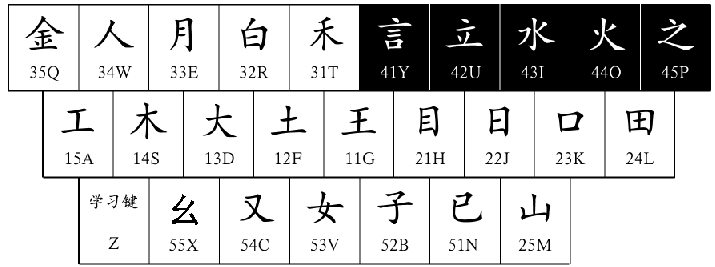 金 人 月 白 禾 言 立 水 火 之
35Q 34W 33E 32R 31T 41Y 42U 43I 44O 45P
工 木 大 土 王 目 日 口 田
15A 14S 13D 12F 11G 21H 22J 23K 24L
学习键 幺 又 女 子 已 山
Z 55X 54C 53V 52B 51N 25M